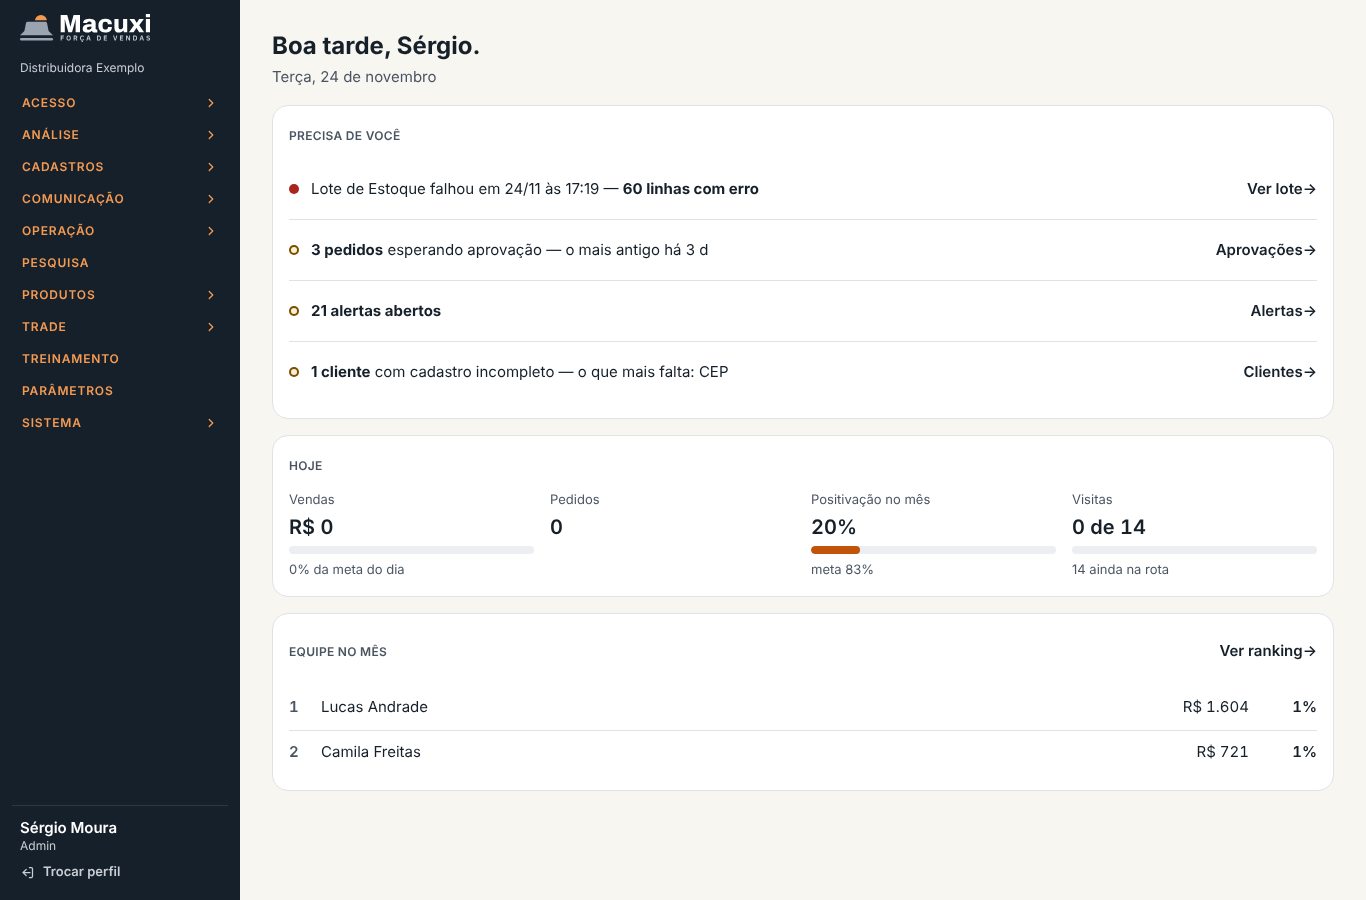 Macuxi
FORÇA DE VENDAS
Distribuidora Exemplo
ACESSO
ANÁLISE
CADASTROS
COMUNICAÇÃO
OPERAÇÃO
PESQUISA
PRODUTOS
TRADE
TREINAMENTO
PARÂMETROS
SISTEMA
Sérgio Moura
Admin
Trocar perfil
Boa tarde, Sérgio.
Terça, 24 de novembro
PRECISA DE VOCÊ
Lote de Estoque falhou em 24/11 às 17:19 — 60 linhas com erro Ver lote→
3 pedidos esperando aprovação — o mais antigo há 3 d Aprovações→
21 alertas abertos Alertas→
1 cliente com cadastro incompleto — o que mais falta: CEP Clientes→
HOJE
Vendas Pedidos Positivação no mês Visitas
R$ 0 0 20% 0 de 14
0% da meta do dia meta 83% 14 ainda na rota
EQUIPE NO MÊS Ver ranking→
1 Lucas Andrade R$ 1.604 1%
2 Camila Freitas R$ 721 1%